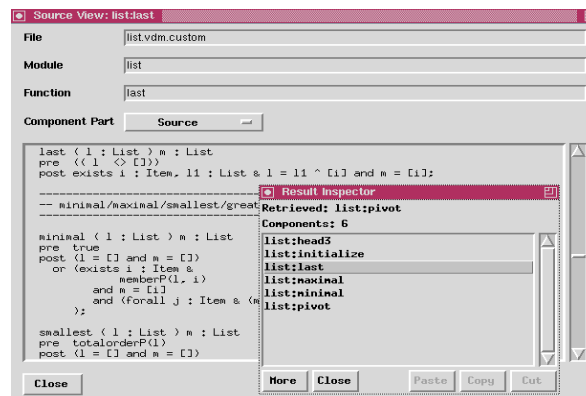 Source View: list:last
File
list.vdm.custom
Module
list
Function
last
Component Part
Source
last ( l : List ) m : List
pre (( l <> []))
post exists i : Item, l1 : List & l = l1 ^ [i] and m = [i];
-- minimal/maximal/smallest/great
minimal ( l : List ) m : List
pre true
post (l = [] and m = [])
or (exists i : Item &
memberP(l, i)
and m = [i]
and (forall j : Item & (m
);
smallest ( l : List ) m : List
pre totalorderP(l)
post (l = [] and m = [])
Close
Result Inspector
Retrieved: list:pivot
Components: 6
list:head3
list:initialize
list:last
list:maximal
list:minimal
list:pivot
More
Close
Paste
Copy
Cut